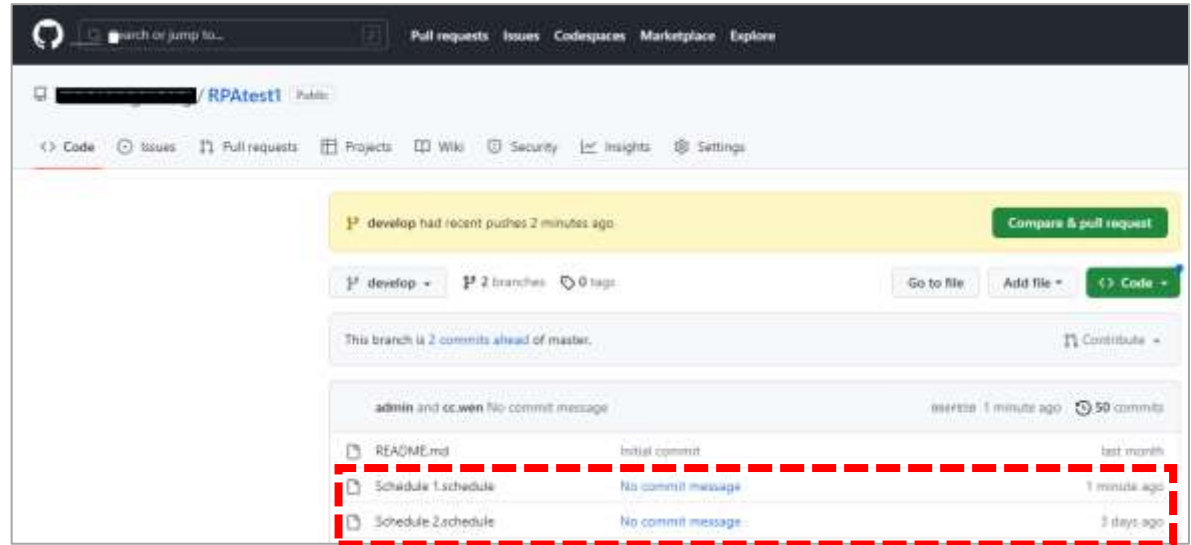 Search or jump to... Pull requests Issues Codespaces Marketplace Explore
/ RPAtest1 Public
<> Code Issues Pull requests Projects Wiki Security Insights Settings
develop had recent pushes 2 minutes ago Compare & pull request
develop 2 branches 0 tags Go to file Add file <> Code
This branch is 2 commits ahead of master. Contribute
admin and cc.wen No commit message 1 minute ago 50 commits
README.md Initial commit last month
Schedule 1.schedule No commit message 1 minute ago
Schedule 2.schedule No commit message 3 days ago